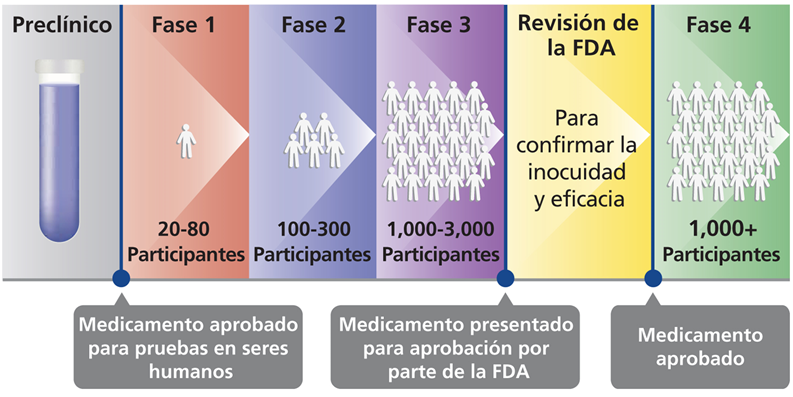 Preclínico
Fase 1
20-80
Participantes
Fase 2
100-300
Participantes
Fase 3
1,000-3,000
Participantes
Revisión de
la FDA
Para
confirmar la
inocuidad
y eficacia
Fase 4
1,000+
Participantes
Medicamento aprobado
para pruebas en seres
humanos
Medicamento presentado
para aprobación por
parte de la FDA
Medicamento
aprobado